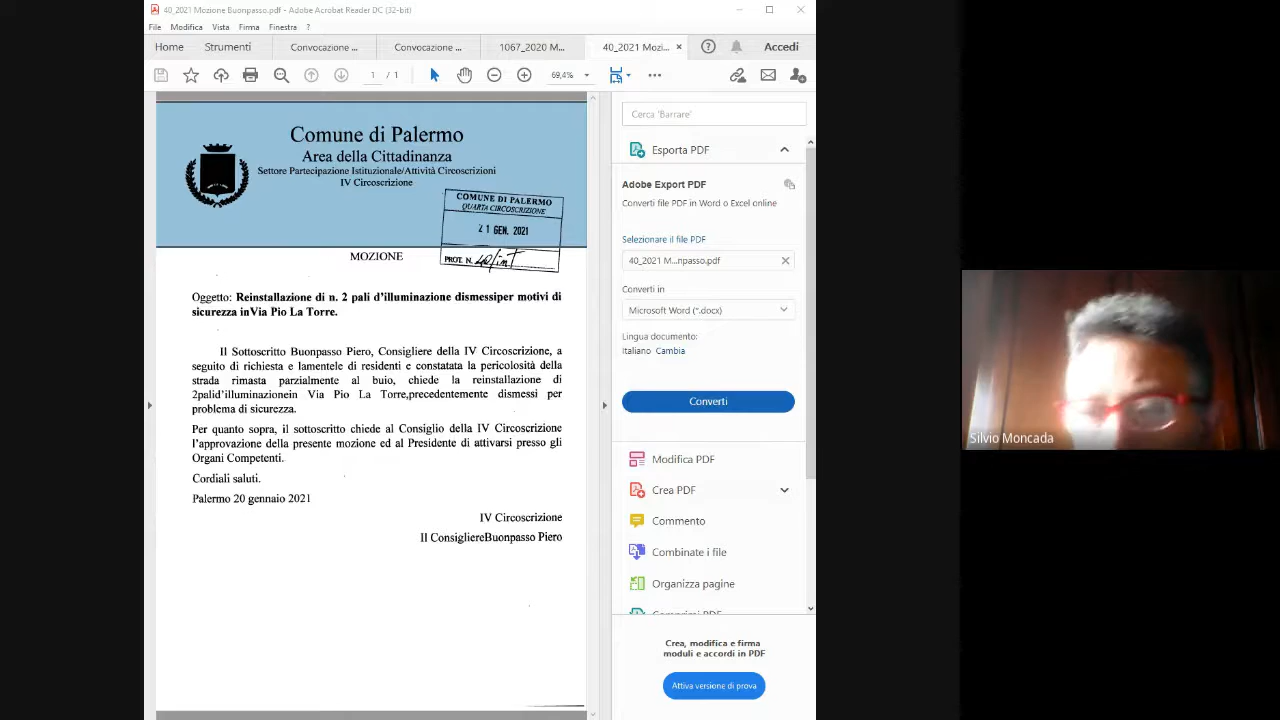 40_2021 Mozione Buonpasso.pdf - Adobe Acrobat Reader DC (32-bit)
File Modifica Vista Firma Finestra ?
Home Strumenti Convocazione ... Convocazione ... 1067_2020 M... 40_2021 Mozi... × Accedi
1 / 1 69,4%
Comune di Palermo
Area della Cittadinanza
Settore Partecipazione Istituzionale/Attività Circoscrizioni
IV Circoscrizione
COMUNE DI PALERMO
QUARTA CIRCOSCRIZIONE
21 GEN. 2021
PROT. N. 40/int
MOZIONE
Oggetto: Reinstallazione di n. 2 pali d'illuminazione dismessiper motivi di
sicurezza inVia Pio La Torre.
Il Sottoscritto Buonpasso Piero, Consigliere della IV Circoscrizione, a
seguito di richiesta e lamentele di residenti e constatata la pericolosità della
strada rimasta parzialmente al buio, chiede la reinstallazione di
2palid'illuminazionein Via Pio La Torre,precedentemente dismessi per
problema di sicurezza.
Per quanto sopra, il sottoscritto chiede al Consiglio della IV Circoscrizione
l'approvazione della presente mozione ed al Presidente di attivarsi presso gli
Organi Competenti.
Cordiali saluti.
Palermo 20 gennaio 2021
IV Circoscrizione
Il ConsigliereBuonpasso Piero
Cerca 'Barrare'
Esporta PDF
Adobe Export PDF
Converti file PDF in Word o Excel online
Selezionare il file PDF
40_2021 M...npasso.pdf
Converti in
Microsoft Word (*.docx)
Lingua documento:
Italiano Cambia
Converti
Modifica PDF
Crea PDF
Commento
Combinate i file
Organizza pagine
Comprimi PDF
Crea, modifica e firma
moduli e accordi in PDF
Attiva versione di prova
Silvio Moncada